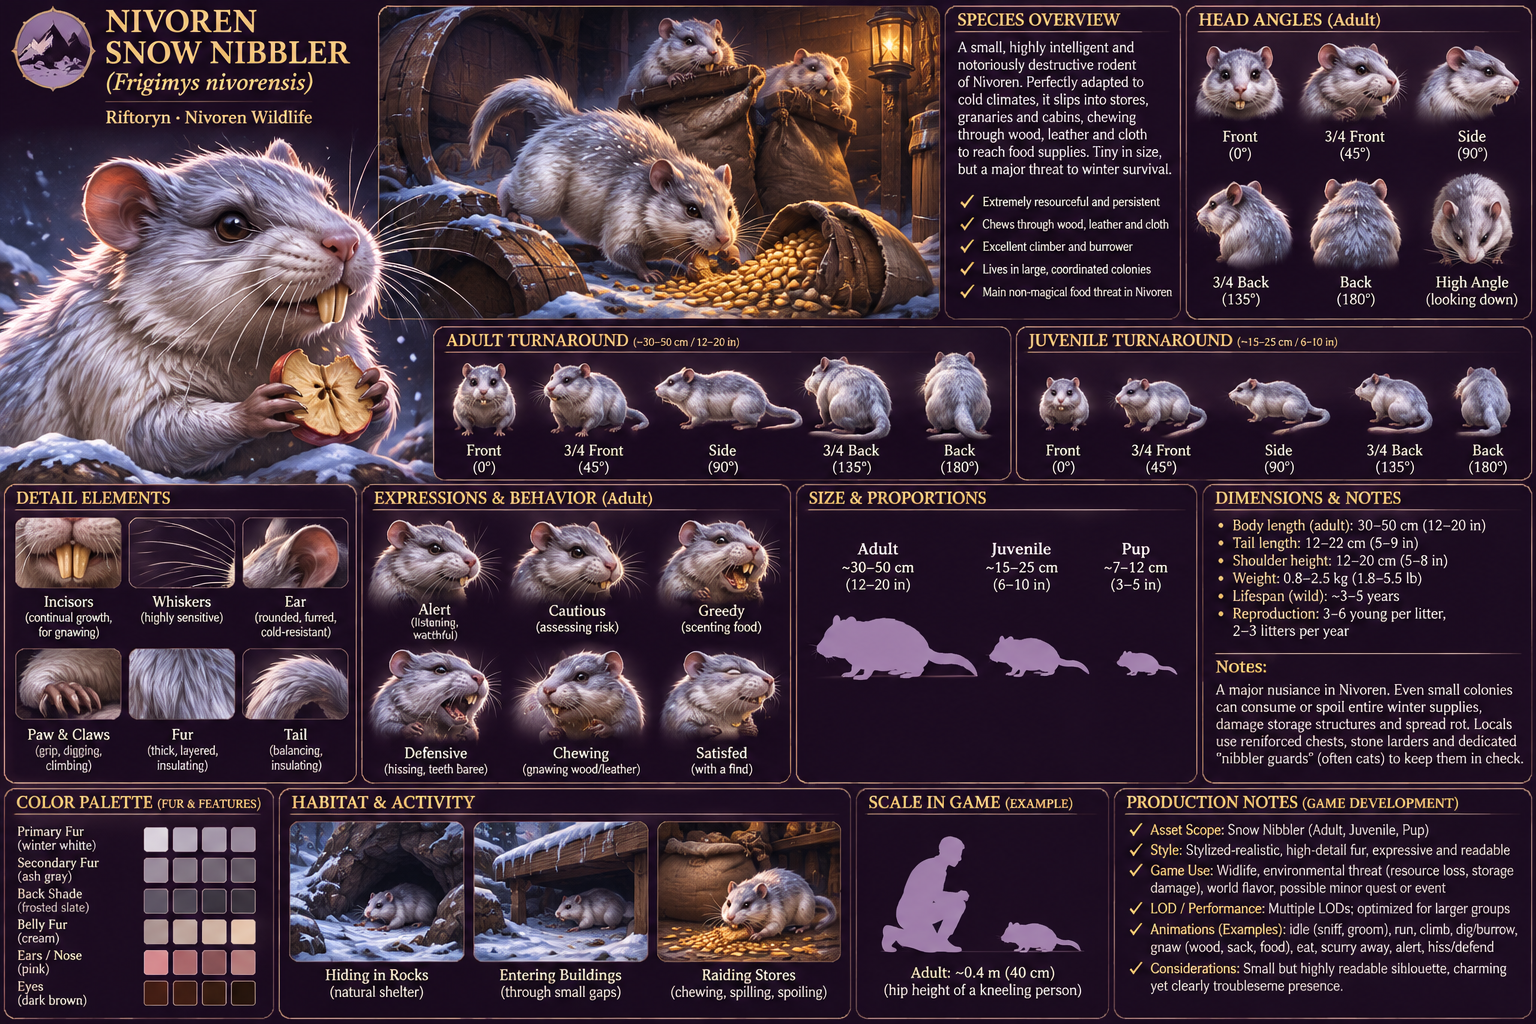 NIVOREN
SNOW NIBBLER
(Frigimys nivorensis)
Riftoryn · Nivoren Wildlife
SPECIES OVERVIEW
A small, highly intelligent and
notoriously destructive rodent
of Nivoren. Perfectly adapted to
cold climates, it slips into stores,
granaries and cabins, chewing
through wood, leather and cloth
to reach food supplies. Tiny in size,
but a major threat to winter survival.
✓ Extremely resourceful and persistent
✓ Chews through wood, leather and cloth
✓ Excellent climber and burrower
✓ Lives in large, coordinated colonies
✓ Main non-magical food threat in Nivoren
HEAD ANGLES (Adult)
Front
(0°)
3/4 Front
(45°)
Side
(90°)
3/4 Back
(135°)
Back
(180°)
High Angle
(looking down)
ADULT TURNAROUND (~30–50 cm / 12–20 in)
Front
(0°)
3/4 Front
(45°)
Side
(90°)
3/4 Back
(135°)
Back
(180°)
JUVENILE TURNAROUND (~15–25 cm / 6–10 in)
Front
(0°)
3/4 Front
(45°)
Side
(90°)
3/4 Back
(135°)
Back
(180°)
DETAIL ELEMENTS
Incisors
(continual growth,
for gnawing)
Whiskers
(highly sensitive)
Ear
(rounded, furred,
cold-resistant)
Paw & Claws
(grip, digging,
climbing)
Fur
(thick, layered,
insulating)
Tail
(balancing,
insulating)
EXPRESSIONS & BEHAVIOR (Adult)
Alert
(listening,
watthful)
Cautious
(assessing risk)
Greedy
(scenting food)
Defensive
(hissing, teeth baree)
Chewing
(gnawing wood/leather)
Satisfed
(with a find)
SIZE & PROPORTIONS
Adult
~30–50 cm
(12–20 in)
Juvenile
~15–25 cm
(6–10 in)
Pup
~7–12 cm
(3–5 in)
DIMENSIONS & NOTES
• Body length (adult): 30–50 cm (12–20 in)
• Tail length: 12–22 cm (5–9 in)
• Shoulder height: 12–20 cm (5–8 in)
• Weight: 0.8–2.5 kg (1.8–5.5 lb)
• Lifespan (wild): ~3–5 years
• Reproduction: 3–6 young per litter,
2–3 litters per year
Notes:
A major nusiance in Nivoren. Even small colonies
can consume or spoil entire winter supplies,
damage storage structures and spread rot. Locals
use reniforced chests, stone larders and dedicated
"nibbler guards" (often cats) to keep them in check.
COLOR PALETTE (FUR & FEATURES)
Primary Fur
(winter whitte)
Secondary Fur
(ash gray)
Back Shade
(frosted slate)
Belly Fur
(cream)
Ears / Nose
(pink)
Eyes
(dark brown)
HABITAT & ACTIVITY
Hiding in Rocks
(natural shelter)
Entering Buildings
(through small gaps)
Raiding Stores
(chewing, spilling, spoiling)
SCALE IN GAME (EXAMPLE)
Adult: ~0.4 m (40 cm)
(hip height of a kneeling person)
PRODUCTION NOTES (GAME DEVELOPMENT)
✓ Asset Scope: Snow Nibbler (Adult, Juvenile, Pup)
✓ Style: Stylized-realistic, high-detail fur, expressive and readable
✓ Game Use: Widlife, environmental threat (resource loss, storage
damage), world flavor, possible minor quest or event
✓ LOD / Performance: Multiple LODs; optimized for larger groups
✓ Animations (Examples): idle (sniff, groom), run, climb, dig/burrow,
gnaw (wood, sack, food), eat, scurry away, alert, hiss/defend
✓ Considerations: Small but highly readable siblouette, charming
yet clearly troubleseme presence.